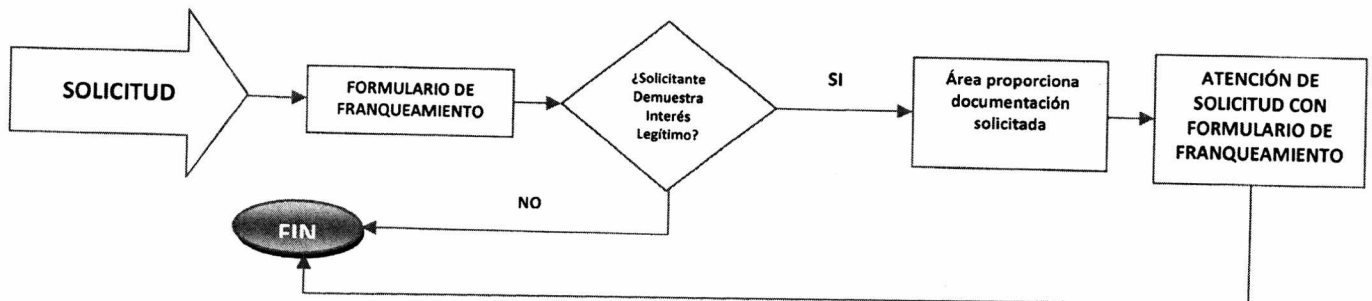 SOLICITUD
FORMULARIO DE
FRANQUEAMIENTO
¿Solicitante
Demuestra
Interés
Legítimo?
SI
Área proporciona
documentación
solicitada
ATENCIÓN DE
SOLICITUD CON
FORMULARIO DE
FRANQUEAMIENTO
NO
FIN